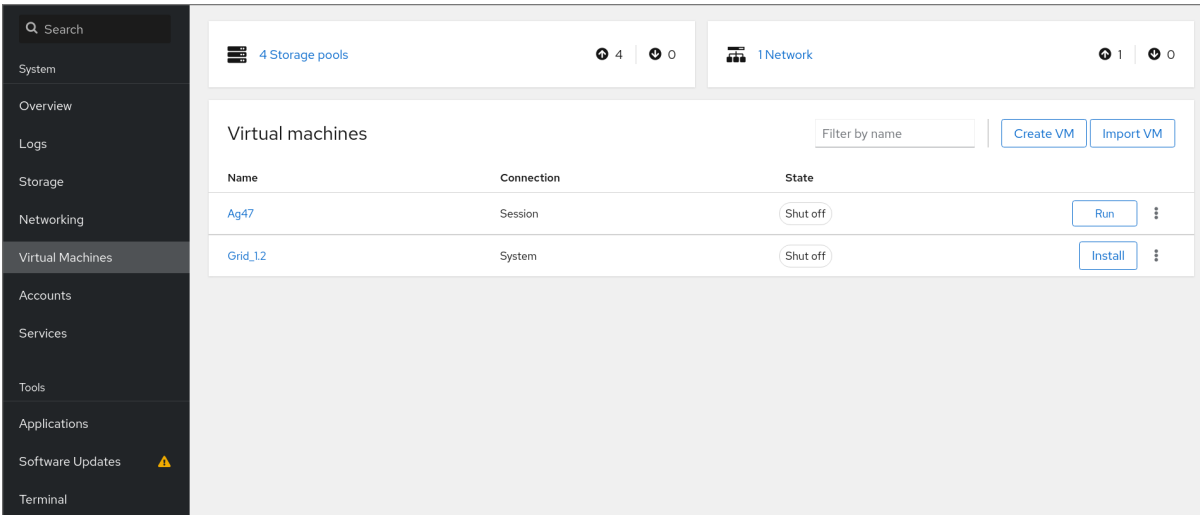 Search
System
Overview
Logs
Storage
Networking
Virtual Machines
Accounts
Services
Tools
Applications
Software Updates
Terminal
4 Storage pools 4 0
1 Network 1 0
Virtual machines Filter by name Create VM Import VM
Name Connection State
Ag47 Session Shut off Run
Grid_1.2 System Shut off Install